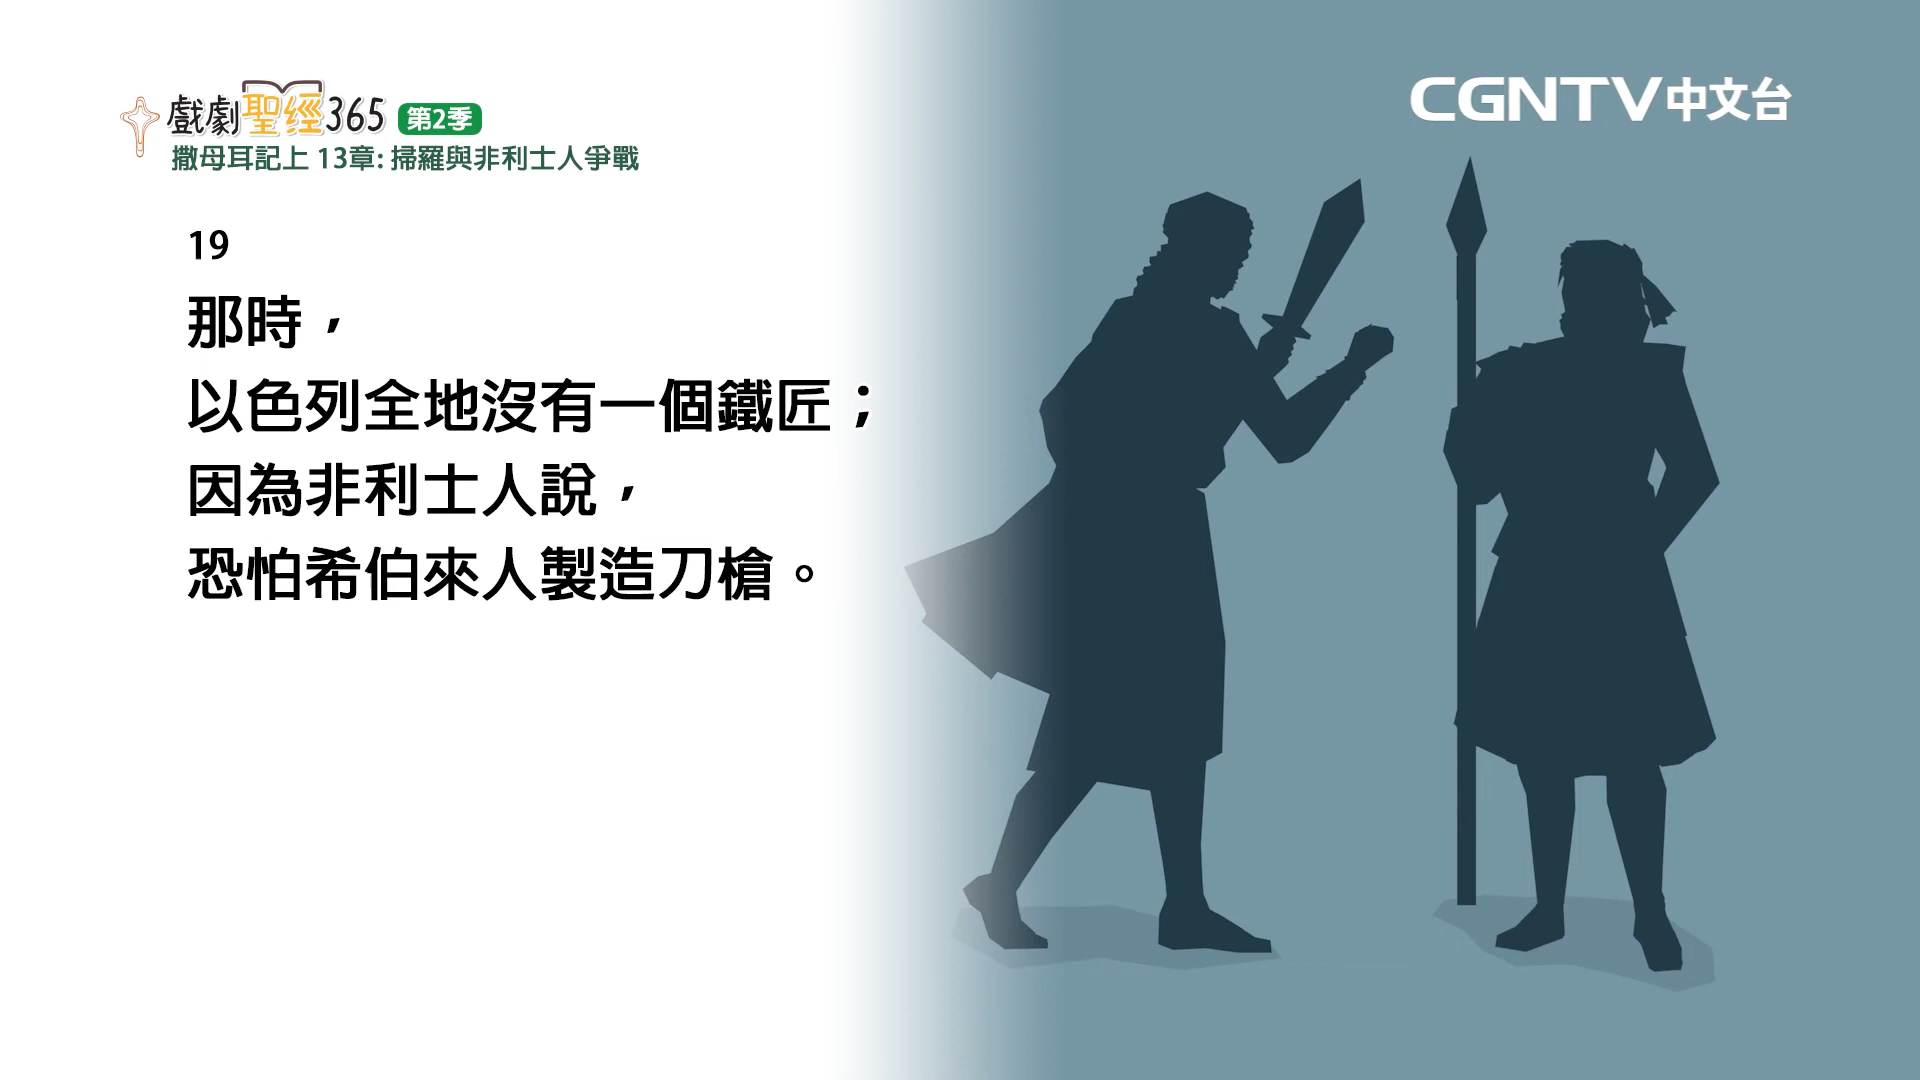 戲劇聖經365 第2季
撒母耳記上 13章: 掃羅與非利士人爭戰
CGNTV中文台
19
那時，
以色列全地沒有一個鐵匠；
因為非利士人說，
恐怕希伯來人製造刀槍。